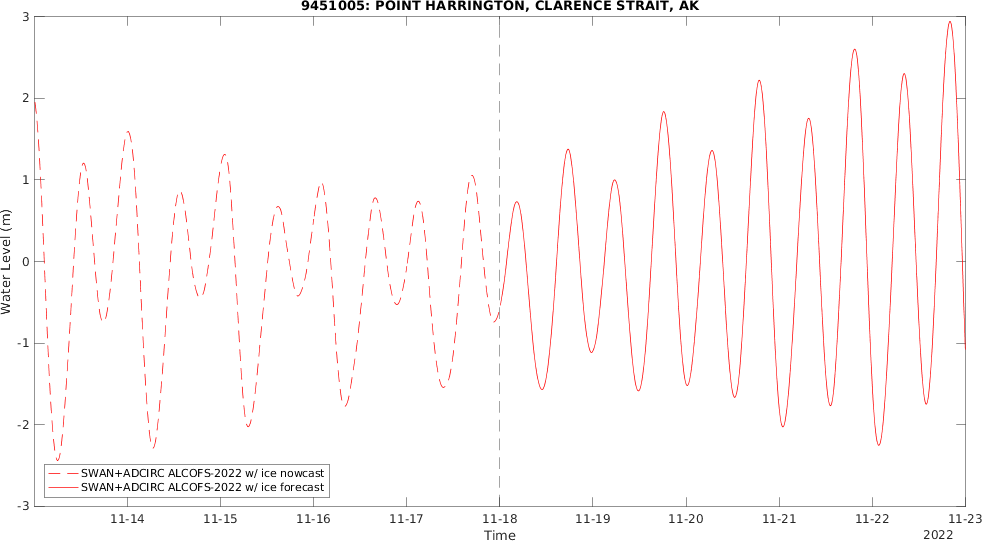 9451005: POINT HARRINGTON, CLARENCE STRAIT, AK
3
2
1
0
-1
-2
-3
Water Level (m)
SWAN+ADCIRC ALCOFS-2022 w/ ice nowcast
SWAN+ADCIRC ALCOFS-2022 w/ ice forecast
11-14 11-15 11-16 11-17 11-18 11-19 11-20 11-21 11-22 11-23
Time
2022